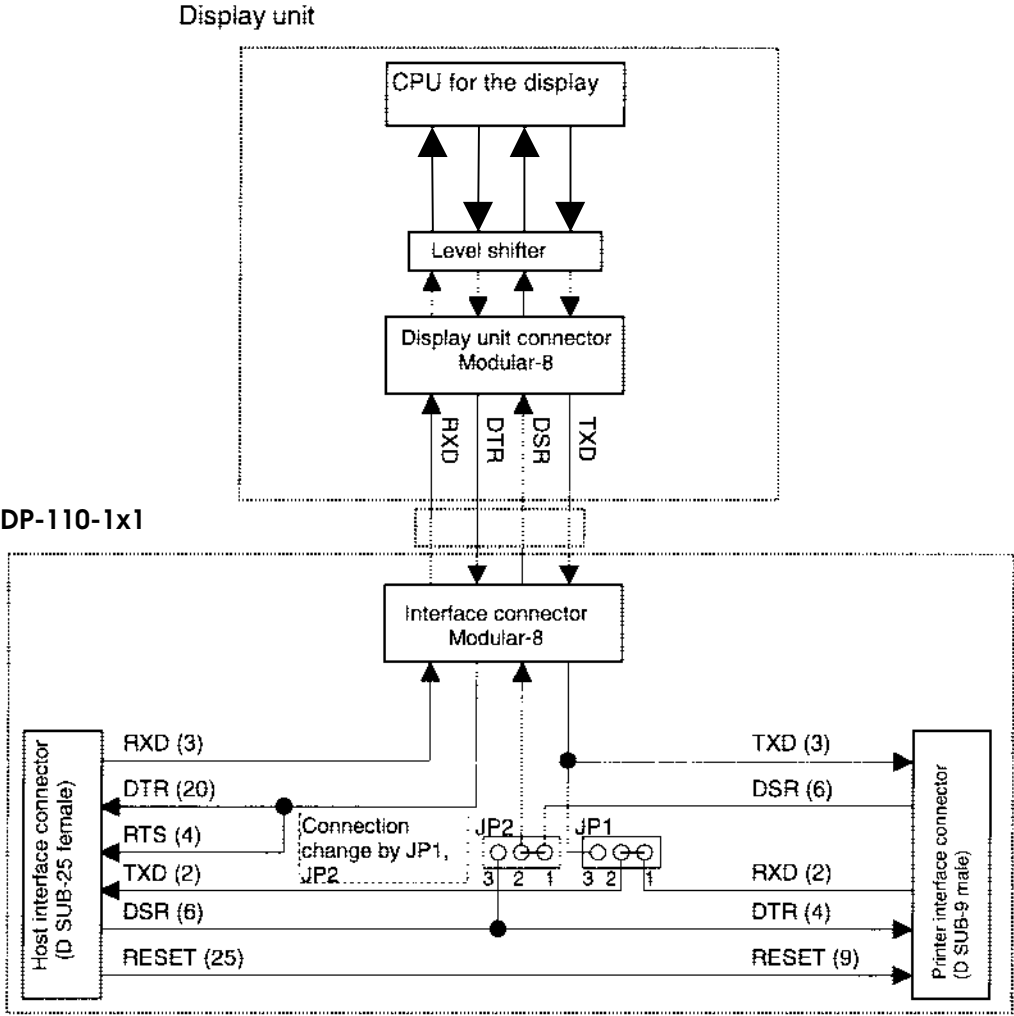 Display unit
CPU for the display
Level shifter
Display unit connector
Modular-8
RXD
DTR
DSR
TXD
DP-110-1x1
Interface connector
Modular-8
Host interface connector
(D SUB-25 female)
RXD (3)
DTR (20)
RTS (4)
TXD (2)
DSR (6)
RESET (25)
Connection
change by JP1,
JP2
JP2
3 2 1
JP1
3 2 1
TXD (3)
DSR (6)
RXD (2)
DTR (4)
RESET (9)
Printer interface connector
(D SUB-9 male)